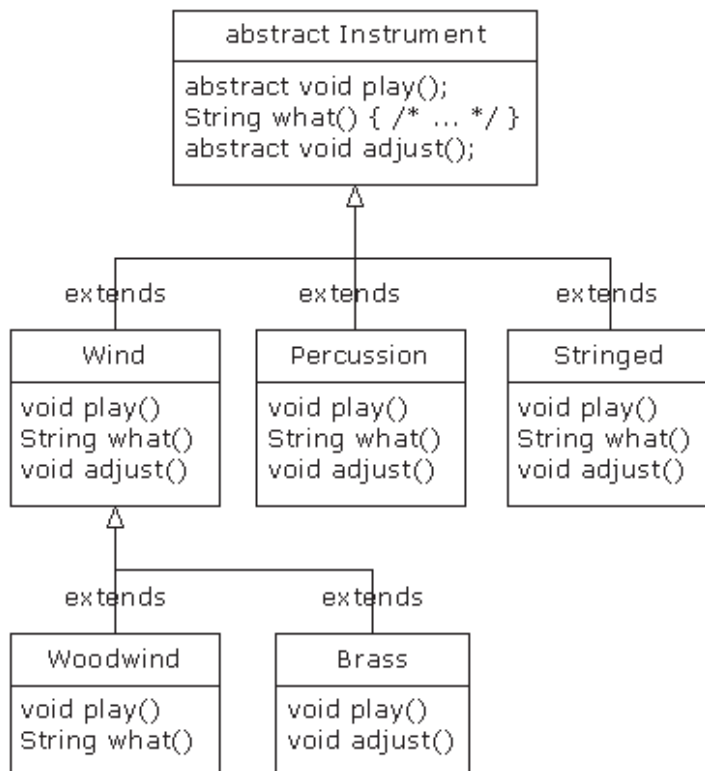 abstract Instrument
abstract void play();
String what() { /* ... */ }
abstract void adjust();
extends
extends
extends
Wind
void play()
String what()
void adjust()
Percussion
void play()
String what()
void adjust()
Stringed
void play()
String what()
void adjust()
extends
extends
Woodwind
void play()
String what()
Brass
void play()
void adjust()